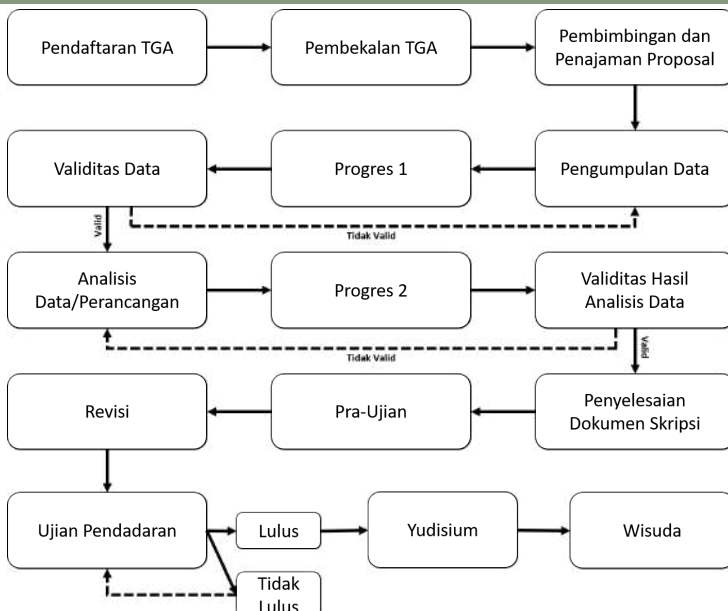 Pendaftaran TGA
Pembekalan TGA
Pembimbingan dan
Penajaman Proposal
Validitas Data
Progres 1
Pengumpulan Data
Valid
Tidak Valid
Analisis
Data/Perancangan
Progres 2
Validitas Hasil
Analisis Data
Tidak Valid
Valid
Revisi
Pra-Ujian
Penyelesaian
Dokumen Skripsi
Ujian Pendadaran
Lulus
Yudisium
Wisuda
Tidak
Lulus